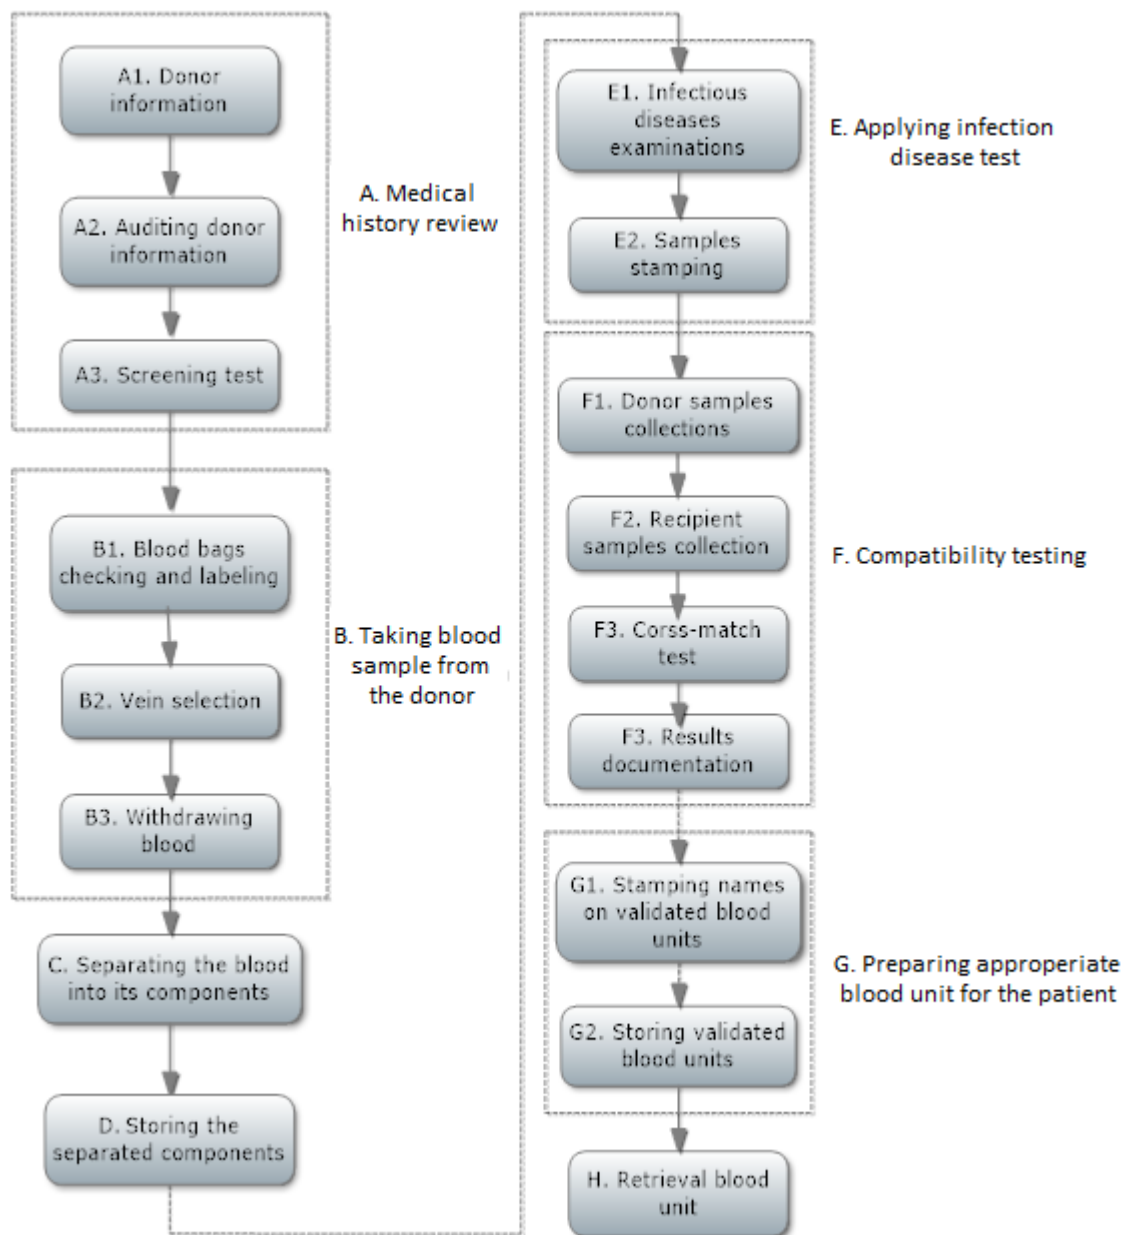 A1. Donor
information
A2. Auditing donor
information
A3. Screening test
A. Medical
history review
B1. Blood bags
checking and labeling
B2. Vein selection
B3. Withdrawing
blood
B. Taking blood
sample from
the donor
C. Separating the blood
into its components
D. Storing the
separated components
E1. Infectious
diseases
examinations
E2. Samples
stamping
E. Applying infection
disease test
F1. Donor samples
collections
F2. Recipient
samples collection
F3. Corss-match
test
F3. Results
documentation
F. Compatibility testing
G1. Stamping names
on validated blood
units
G2. Storing validated
blood units
G. Preparing approperiate
blood unit for the patient
H. Retrieval blood
unit